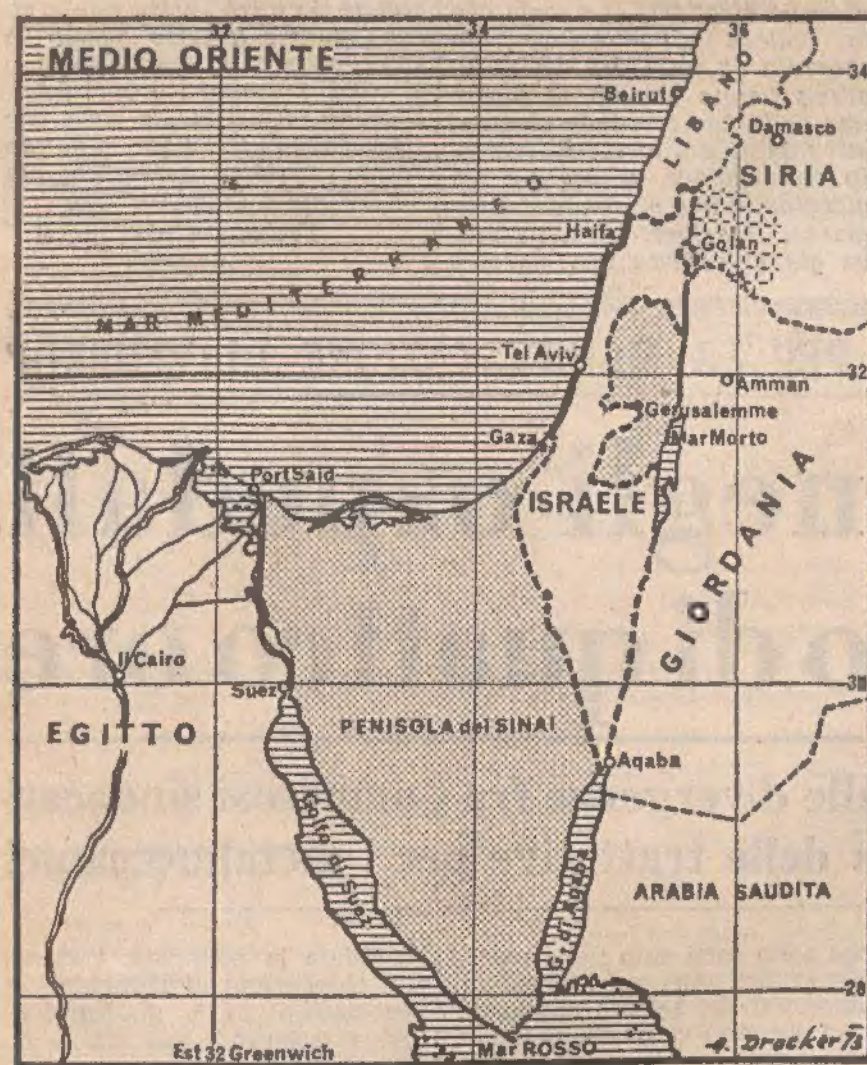 32
34
36
MEDIO ORIENTE
34
Beirut
LIBANO
Damasco
SIRIA
MAR MEDITERRANEO
Haifa
Golan
Tel Aviv
32
Amman
Gerusalemme
Gaza
Mar Morto
Port Said
ISRAELE
GIORDANIA
Il Cairo
Suez
30
EGITTO
PENISOLA del SINAI
Aqaba
Golfo di Suez
G. di Aqaba
ARABIA SAUDITA
28
Est 32 Greenwich
Mar ROSSO
A. Dracker 73